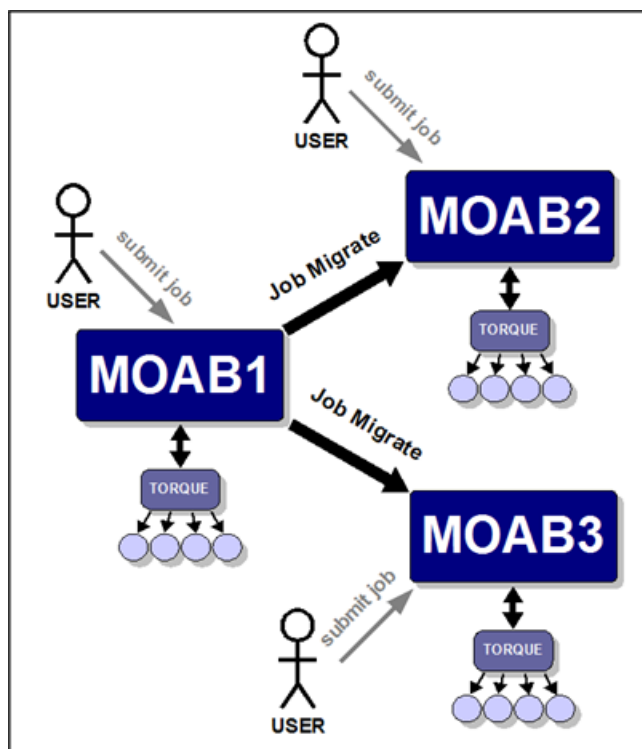 USER
submit job
MOAB2
TORQUE
USER
submit job
Job Migrate
MOAB1
TORQUE
Job Migrate
MOAB3
TORQUE
USER
submit job